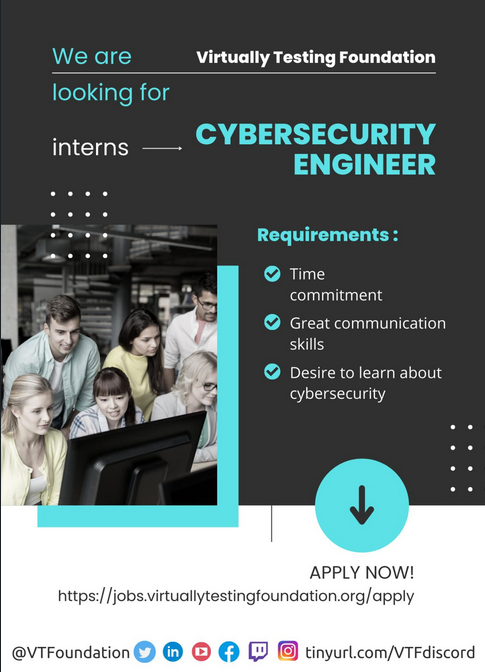 We are
Virtually Testing Foundation
looking for
interns
CYBERSECURITY
ENGINEER
Requirements :
Time
commitment
Great communication
skills
Desire to learn about
cybersecurity
APPLY NOW!
https://jobs.virtuallytestingfoundation.org/apply
@VTFoundation
tinyurl.com/VTFdiscord